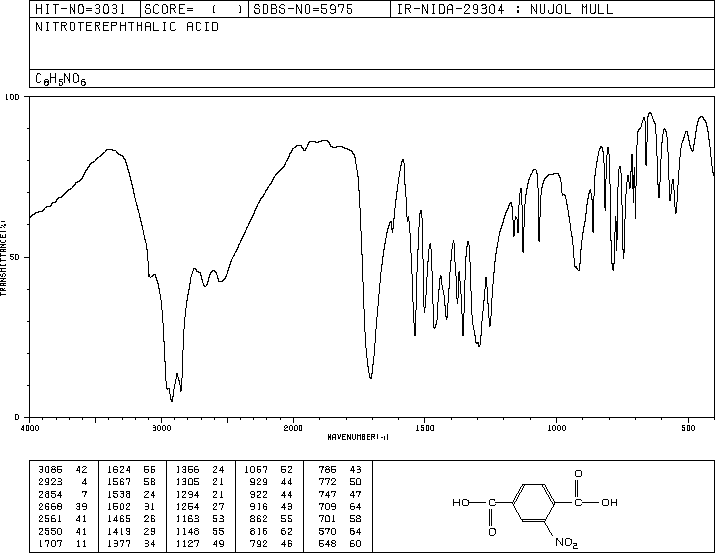 HIT-NO=3031 SCORE= ( ) SDBS-NO=5975 IR-NIDA-29304 : NUJOL MULL
NITROTEREPHTHALIC ACID
C8H5NO6
100
50
0
TRANSMITTANCE(%)
4000 3000 2000 1500 1000 500
WAVENUMBER(-1)
3086 42 1624 56 1356 24 1067 52 786 43
2923 4 1567 58 1305 21 929 44 772 50
2854 7 1538 24 1294 21 922 44 747 47
2668 39 1502 31 1254 27 916 43 709 64
2561 41 1465 26 1163 53 862 55 701 58
2550 41 1419 29 1148 55 816 62 570 64
1707 11 1377 34 1127 49 792 46 548 60
O
HO-C
C-OH
O
NO2